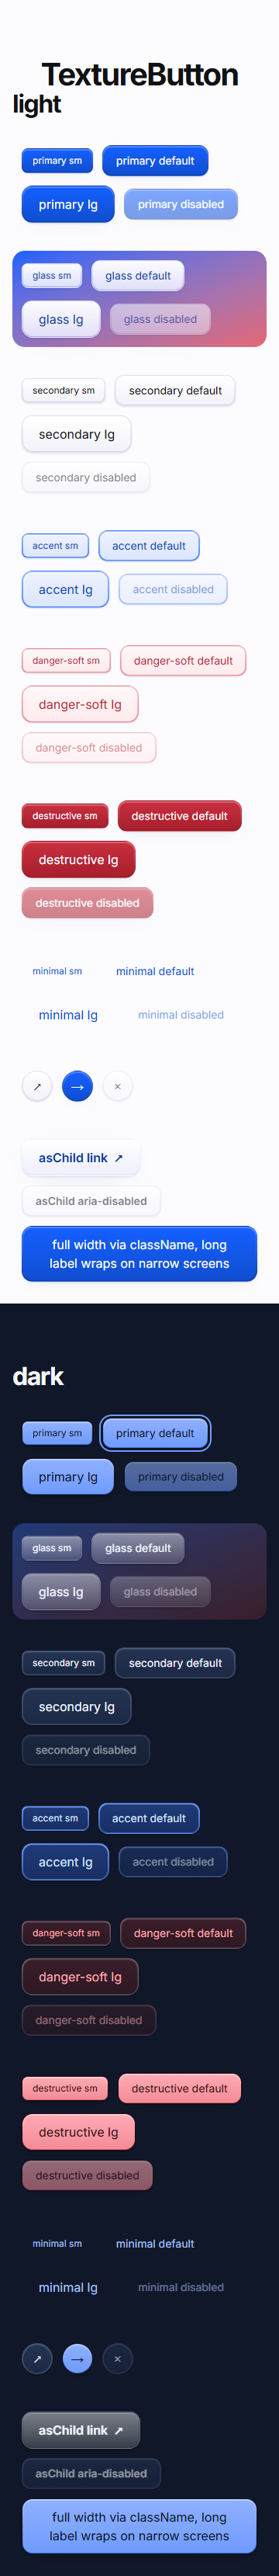 TextureButton
light
primary sm primary default
primary lg primary disabled
glass sm glass default
glass lg glass disabled
secondary sm secondary default
secondary lg
secondary disabled
accent sm accent default
accent lg accent disabled
danger-soft sm danger-soft default
danger-soft lg
danger-soft disabled
destructive sm destructive default
destructive lg
destructive disabled
minimal sm minimal default
minimal lg minimal disabled
↗ → ×
asChild link ↗
asChild aria-disabled
full width via className, long
label wraps on narrow screens
dark
primary sm primary default
primary lg primary disabled
glass sm glass default
glass lg glass disabled
secondary sm secondary default
secondary lg
secondary disabled
accent sm accent default
accent lg accent disabled
danger-soft sm danger-soft default
danger-soft lg
danger-soft disabled
destructive sm destructive default
destructive lg
destructive disabled
minimal sm minimal default
minimal lg minimal disabled
↗ → ×
asChild link ↗
asChild aria-disabled
full width via className, long
label wraps on narrow screens